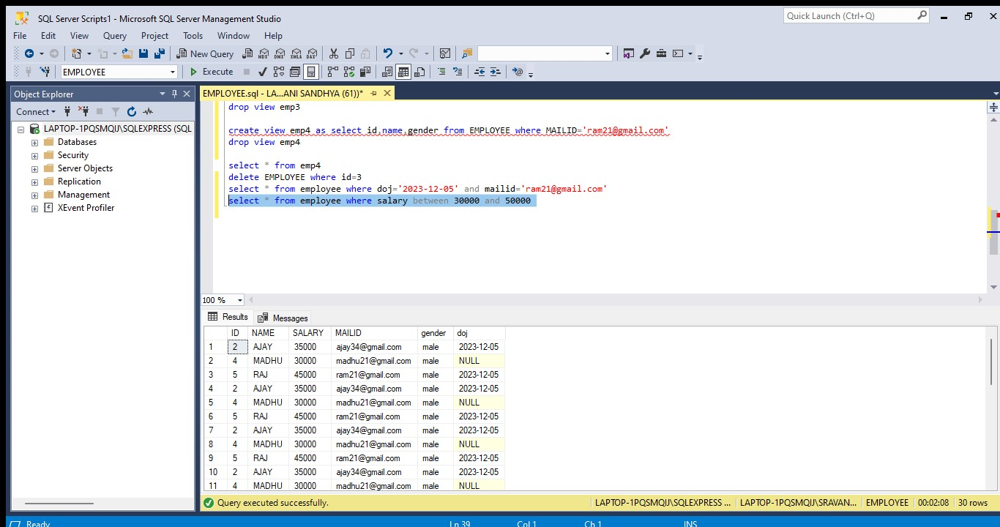 SQL Server Scripts1 - Microsoft SQL Server Management Studio
Quick Launch (Ctrl+Q)
File Edit View Query Project Tools Window Help
New Query MDX DMX XMLA DAX
EMPLOYEE Execute
Object Explorer
EMPLOYEE.sql - LA...ANI SANDHYA (61))*
Connect
LAPTOP-1PQSMQIJ\SQLEXPRESS (SQL
Databases
Security
Server Objects
Replication
Management
XEvent Profiler
drop view emp3
create view emp4 as select id,name,gender from EMPLOYEE where MAILID='ram21@gmail.com'
drop view emp4
select * from emp4
delete EMPLOYEE where id=3
select * from employee where doj='2023-12-05' and mailid='ram21@gmail.com'
select * from employee where salary between 30000 and 50000
100 %
Results Messages
ID NAME SALARY MAILID gender doj
1 2 AJAY 35000 ajay34@gmail.com male 2023-12-05
2 4 MADHU 30000 madhu21@gmail.com male NULL
3 5 RAJ 45000 ram21@gmail.com male 2023-12-05
4 2 AJAY 35000 ajay34@gmail.com male 2023-12-05
5 4 MADHU 30000 madhu21@gmail.com male NULL
6 5 RAJ 45000 ram21@gmail.com male 2023-12-05
7 2 AJAY 35000 ajay34@gmail.com male 2023-12-05
8 4 MADHU 30000 madhu21@gmail.com male NULL
9 5 RAJ 45000 ram21@gmail.com male 2023-12-05
10 2 AJAY 35000 ajay34@gmail.com male 2023-12-05
11 4 MADHU 30000 madhu21@gmail.com male NULL
Query executed successfully. LAPTOP-1PQSMQIJ\SQLEXPRESS ... LAPTOP-1PQSMQIJ\SRAVAN... EMPLOYEE 00:02:08 30 rows
Ready Ln 39 Col 1 Ch 1 INS